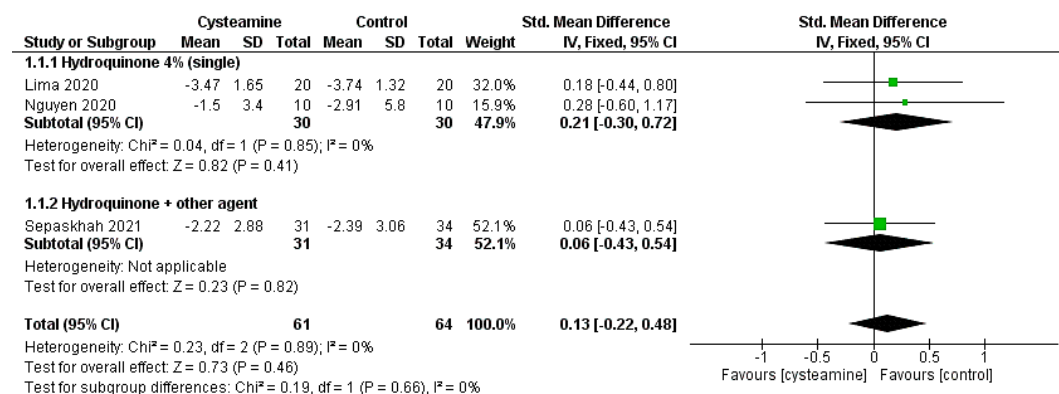 Cysteamine Control Std. Mean Difference Std. Mean Difference
Study or Subgroup Mean SD Total Mean SD Total Weight IV, Fixed, 95% CI IV, Fixed, 95% CI
1.1.1 Hydroquinone 4% (single)
Lima 2020 -3.47 1.65 20 -3.74 1.32 20 32.0% 0.18 [-0.44, 0.80]
Nguyen 2020 -1.5 3.4 10 -2.91 5.8 10 15.9% 0.28 [-0.60, 1.17]
Subtotal (95% CI) 30 30 47.9% 0.21 [-0.30, 0.72]
Heterogeneity: Chi² = 0.04, df = 1 (P = 0.85); I² = 0%
Test for overall effect: Z = 0.82 (P = 0.41)
1.1.2 Hydroquinone + other agent
Sepaskhah 2021 -2.22 2.88 31 -2.39 3.06 34 52.1% 0.06 [-0.43, 0.54]
Subtotal (95% CI) 31 34 52.1% 0.06 [-0.43, 0.54]
Heterogeneity: Not applicable
Test for overall effect: Z = 0.23 (P = 0.82)
Total (95% CI) 61 64 100.0% 0.13 [-0.22, 0.48]
Heterogeneity: Chi² = 0.23, df = 2 (P = 0.89); I² = 0%
Test for overall effect: Z = 0.73 (P = 0.46)
Test for subgroup differences: Chi² = 0.19, df = 1 (P = 0.66), I² = 0%
-1 -0.5 0 0.5 1
Favours [cysteamine] Favours [control]